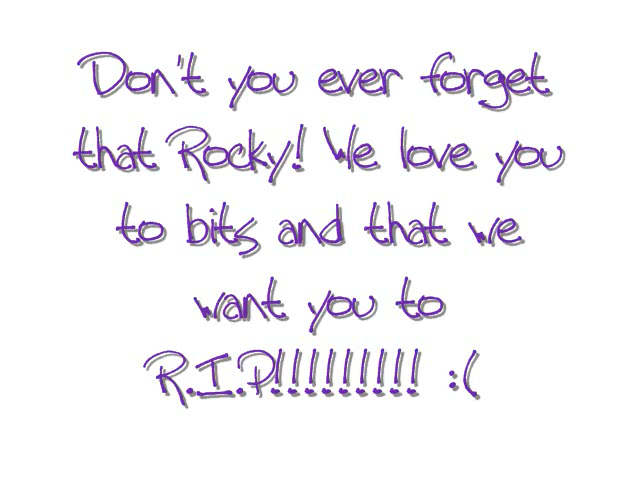 Don't you ever forget
that Rocky! We love you
to bits and that we
want you to
R.I.P!!!!!!!!!! :(